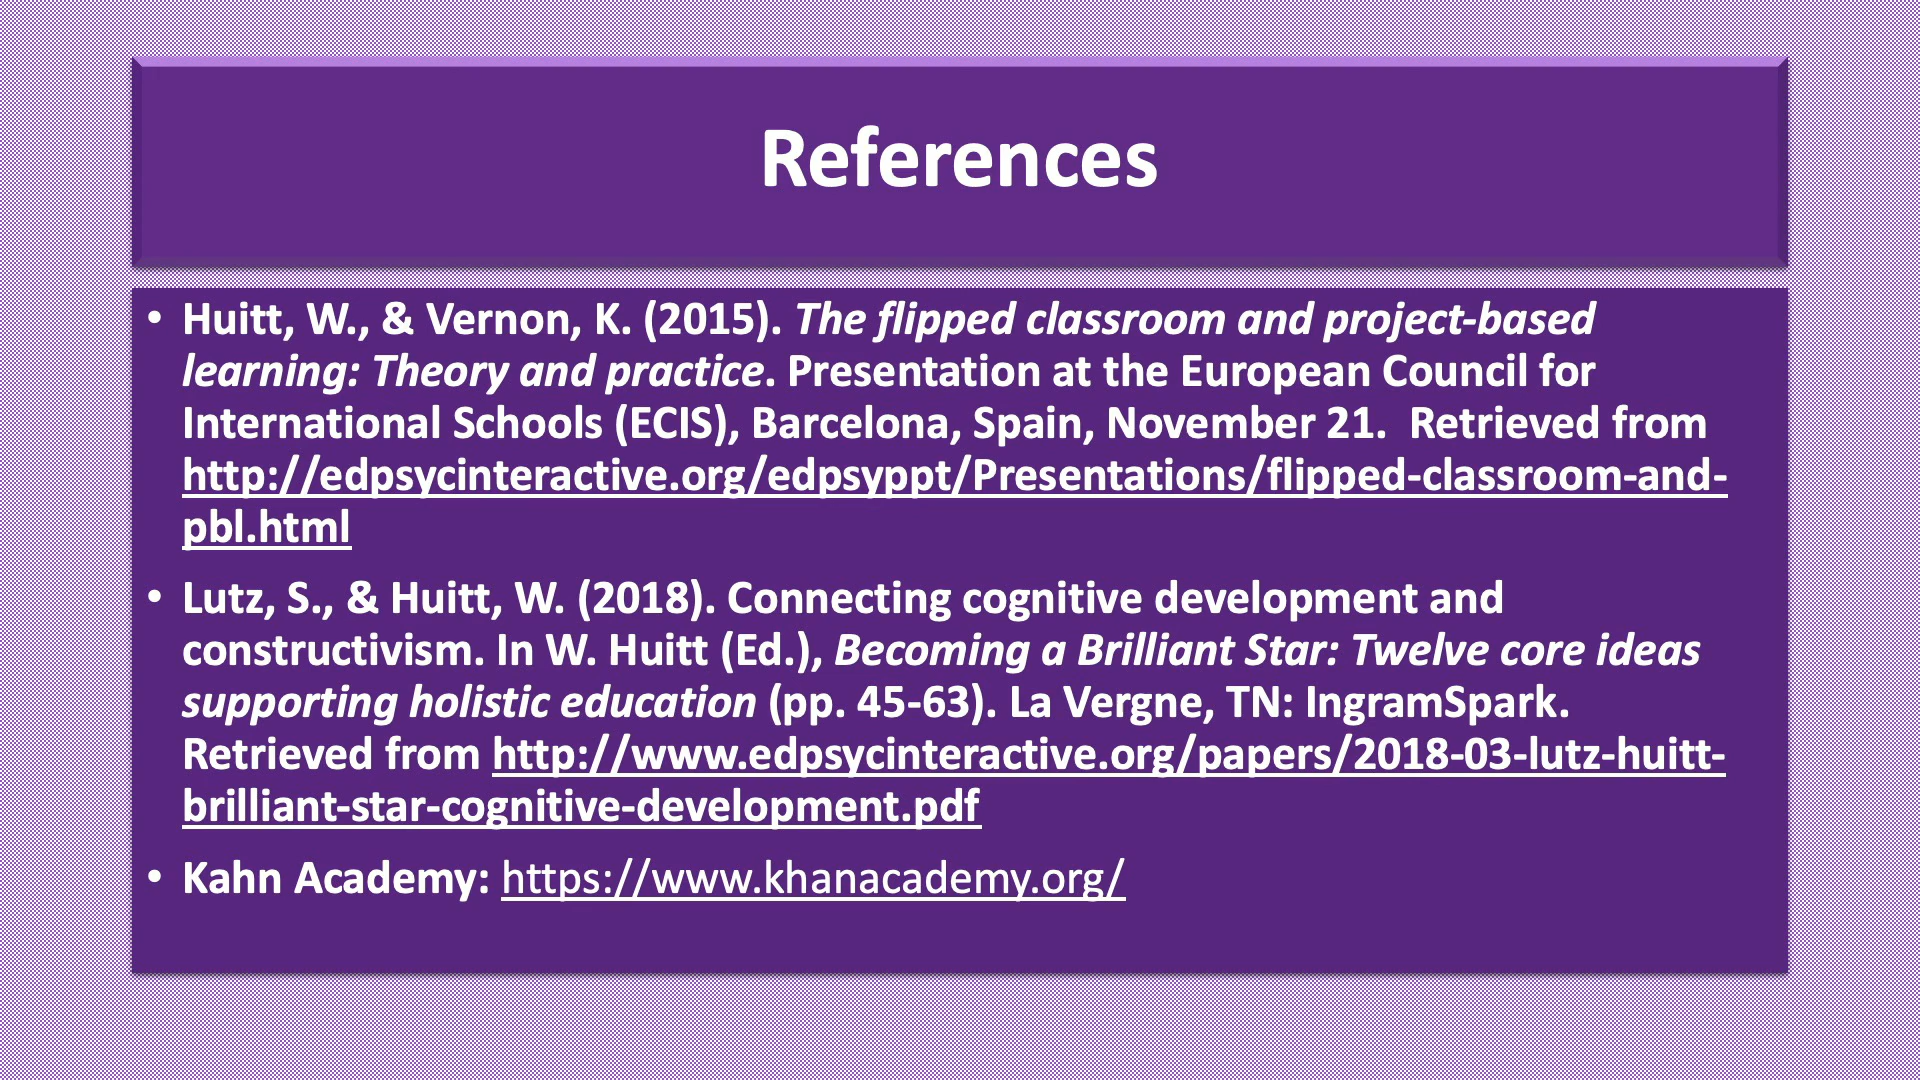 References
• Huitt, W., & Vernon, K. (2015). The flipped classroom and project-based
learning: Theory and practice. Presentation at the European Council for
International Schools (ECIS), Barcelona, Spain, November 21.  Retrieved from
http://edpsycinteractive.org/edpsyppt/Presentations/flipped-classroom-and-
pbl.html
• Lutz, S., & Huitt, W. (2018). Connecting cognitive development and
constructivism. In W. Huitt (Ed.), Becoming a Brilliant Star: Twelve core ideas
supporting holistic education (pp. 45-63). La Vergne, TN: IngramSpark.
Retrieved from http://www.edpsycinteractive.org/papers/2018-03-lutz-huitt-
brilliant-star-cognitive-development.pdf
• Kahn Academy: https://www.khanacademy.org/